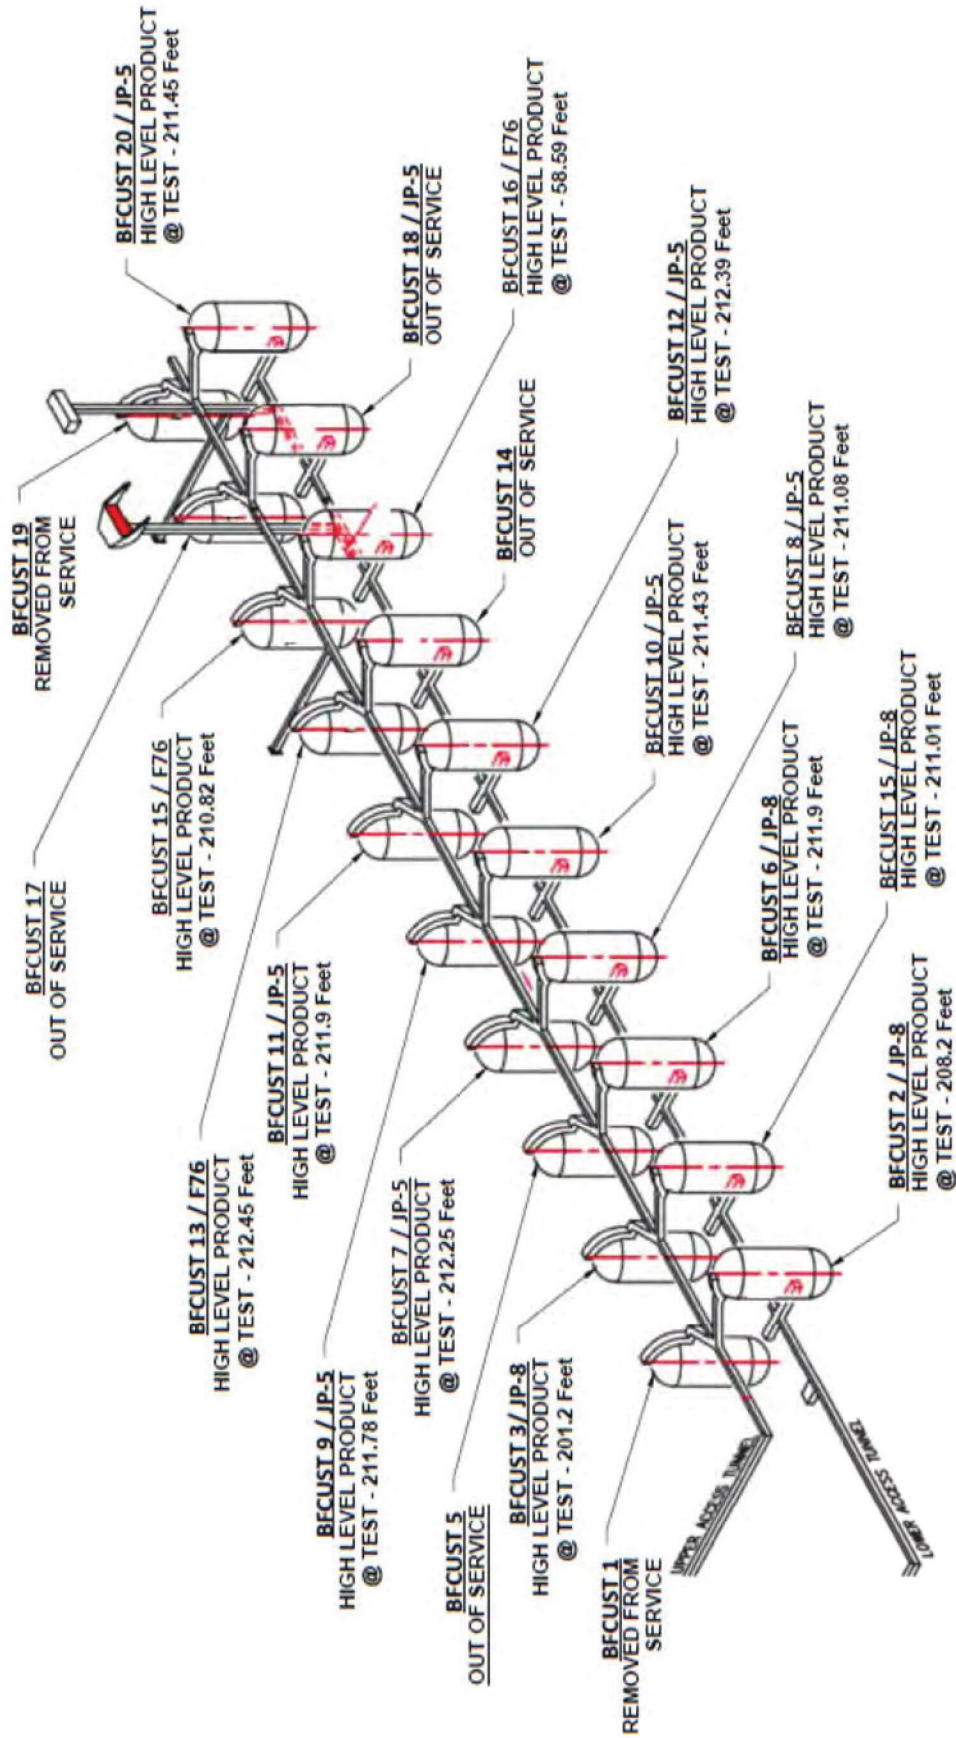 BFCUST 19
REMOVED FROM
SERVICE
BFCUST 20 / JP-5
HIGH LEVEL PRODUCT
@ TEST - 211.45 Feet
BFCUST 17
OUT OF SERVICE
BFCUST 18 / JP-5
OUT OF SERVICE
BFCUST 15 / F76
HIGH LEVEL PRODUCT
@ TEST - 210.82 Feet
BFCUST 16 / F76
HIGH LEVEL PRODUCT
@ TEST - 58.59 Feet
BFCUST 13 / F76
HIGH LEVEL PRODUCT
@ TEST - 212.45 Feet
BFCUST 14
OUT OF SERVICE
BFCUST 11 / JP-5
HIGH LEVEL PRODUCT
@ TEST - 211.9 Feet
BFCUST 12 / JP-5
HIGH LEVEL PRODUCT
@ TEST - 212.39 Feet
BFCUST 9 / JP-5
HIGH LEVEL PRODUCT
@ TEST - 211.78 Feet
BFCUST 10 / JP-5
HIGH LEVEL PRODUCT
@ TEST - 211.43 Feet
BFCUST 7 / JP-5
HIGH LEVEL PRODUCT
@ TEST - 212.25 Feet
BFCUST 8 / JP-5
HIGH LEVEL PRODUCT
@ TEST - 211.08 Feet
BFCUST 5
OUT OF SERVICE
BFCUST 6 / JP-8
HIGH LEVEL PRODUCT
@ TEST - 211.9 Feet
BFCUST 3/ JP-8
HIGH LEVEL PRODUCT
@ TEST - 201.2 Feet
BFCUST 15 / JP-8
HIGH LEVEL PRODUCT
@ TEST - 211.01 Feet
BFCUST 1
REMOVED FROM
SERVICE
BFCUST 2 / JP-8
HIGH LEVEL PRODUCT
@ TEST - 208.2 Feet
UPPER ACCESS TUNNEL
LOWER ACCESS TUNNEL